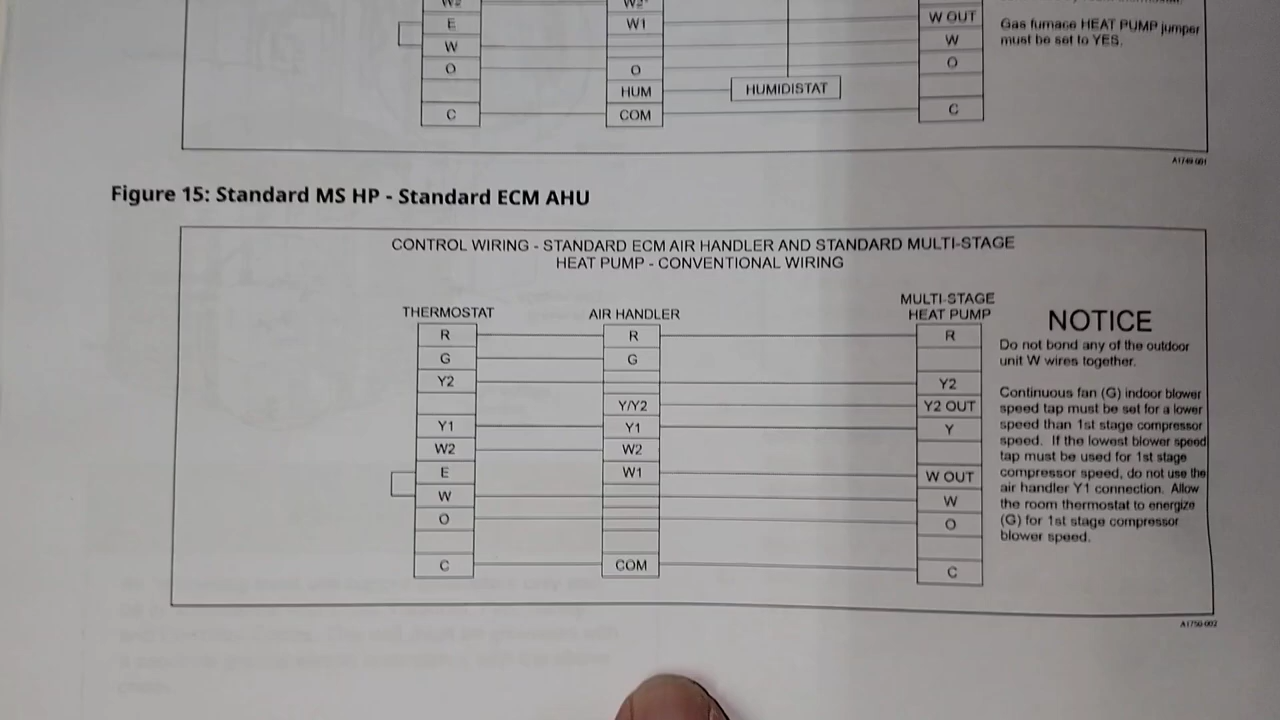 W2
W2
E
W1
W OUT
W
W
O
O
O
HUM
HUMIDISTAT
C
COM
C
Gas furnace HEAT PUMP jumper
must be set to YES.
A1749-001
Figure 15: Standard MS HP - Standard ECM AHU
CONTROL WIRING - STANDARD ECM AIR HANDLER AND STANDARD MULTI-STAGE
HEAT PUMP - CONVENTIONAL WIRING
THERMOSTAT
R
G
Y2
Y1
W2
E
W
O
C
AIR HANDLER
R
G
Y/Y2
Y1
W2
W1
COM
MULTI-STAGE
HEAT PUMP
R
Y2
Y2 OUT
Y
W OUT
W
O
C
NOTICE
Do not bond any of the outdoor
unit W wires together.
Continuous fan (G) indoor blower
speed tap must be set for a lower
speed than 1st stage compressor
speed. If the lowest blower speed
tap must be used for 1st stage
compressor speed, do not use the
air handler Y1 connection. Allow
the room thermostat to energize
(G) for 1st stage compressor
blower speed.
A1750-002